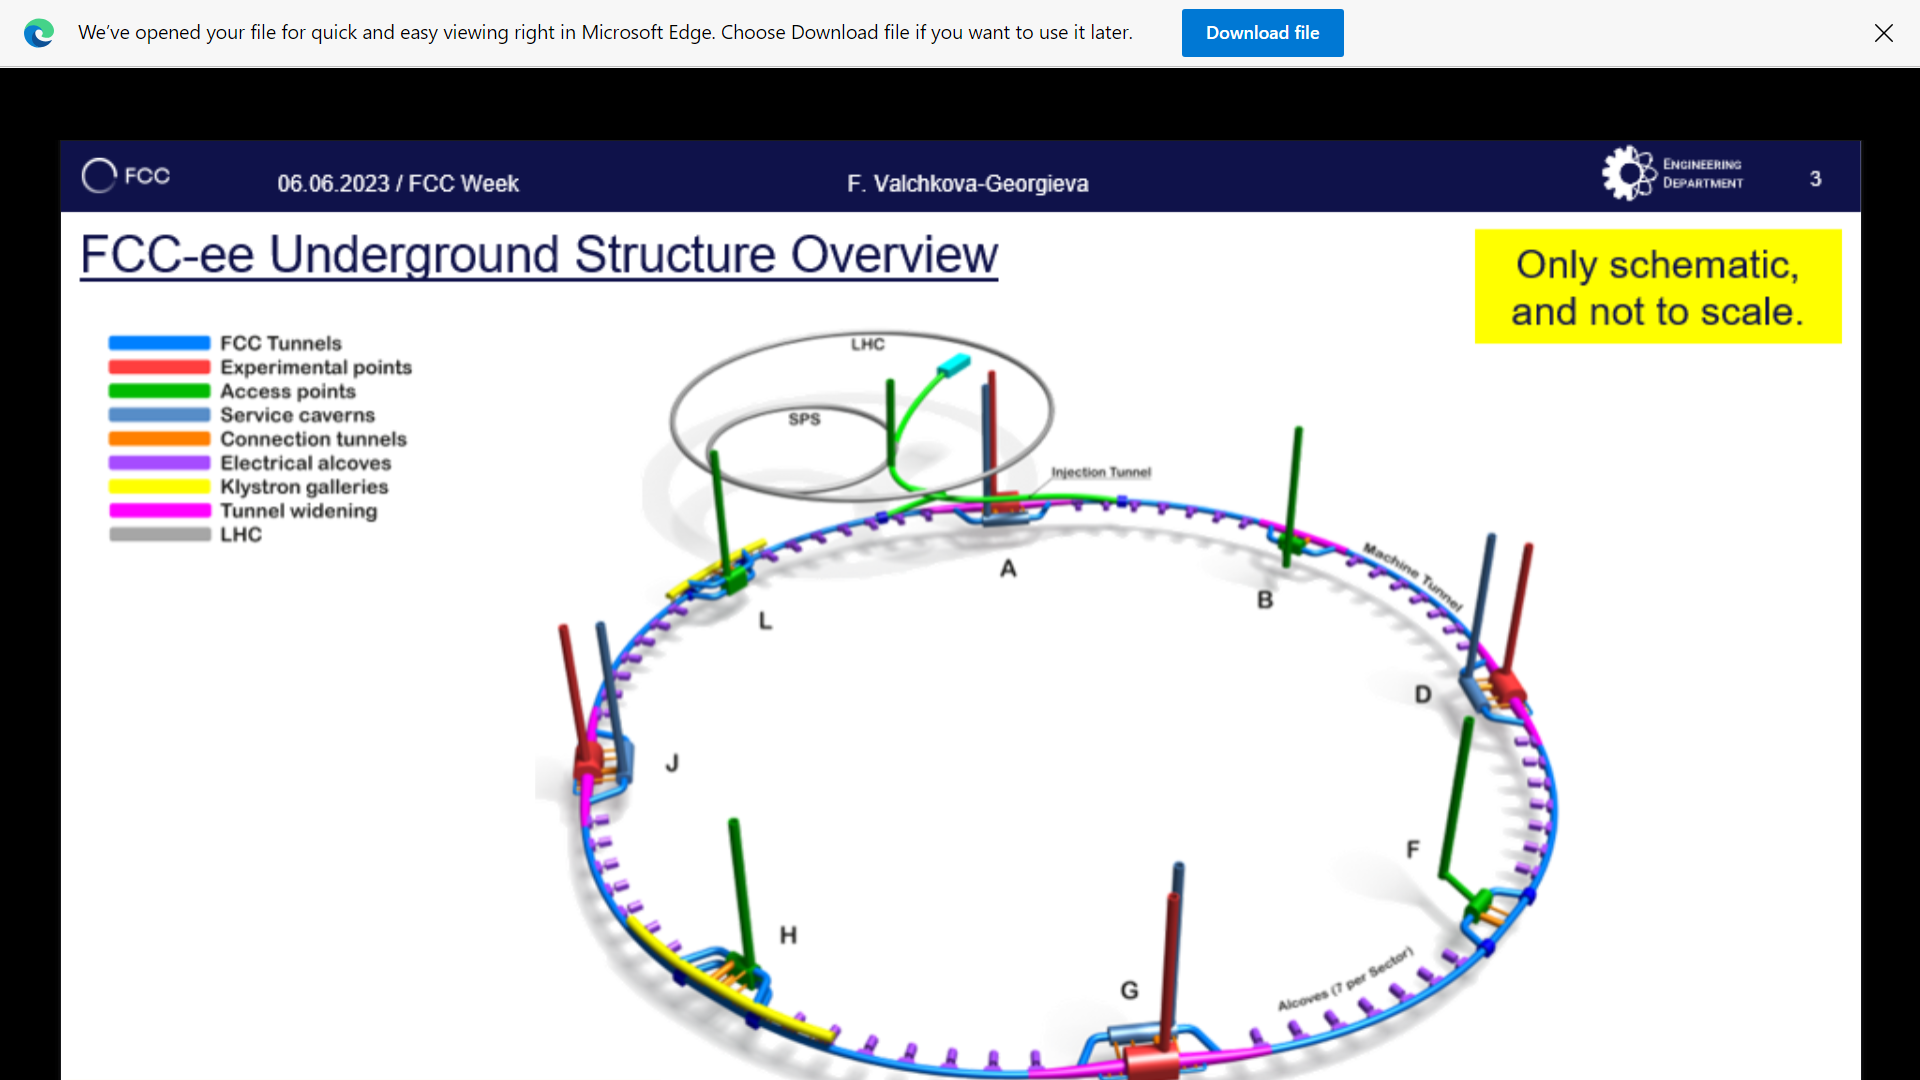 We've opened your file for quick and easy viewing right in Microsoft Edge. Choose Download file if you want to use it later.
Download file
FCC
06.06.2023 / FCC Week
F. Valchkova-Georgieva
ENGINEERING
DEPARTMENT
3
FCC-ee Underground Structure Overview
Only schematic,
and not to scale.
FCC Tunnels
Experimental points
Access points
Service caverns
Connection tunnels
Electrical alcoves
Klystron galleries
Tunnel widening
LHC
LHC
SPS
Injection Tunnel
A
B
Machine Tunnel
L
D
J
F
H
G
Alcoves (7 per Sector)